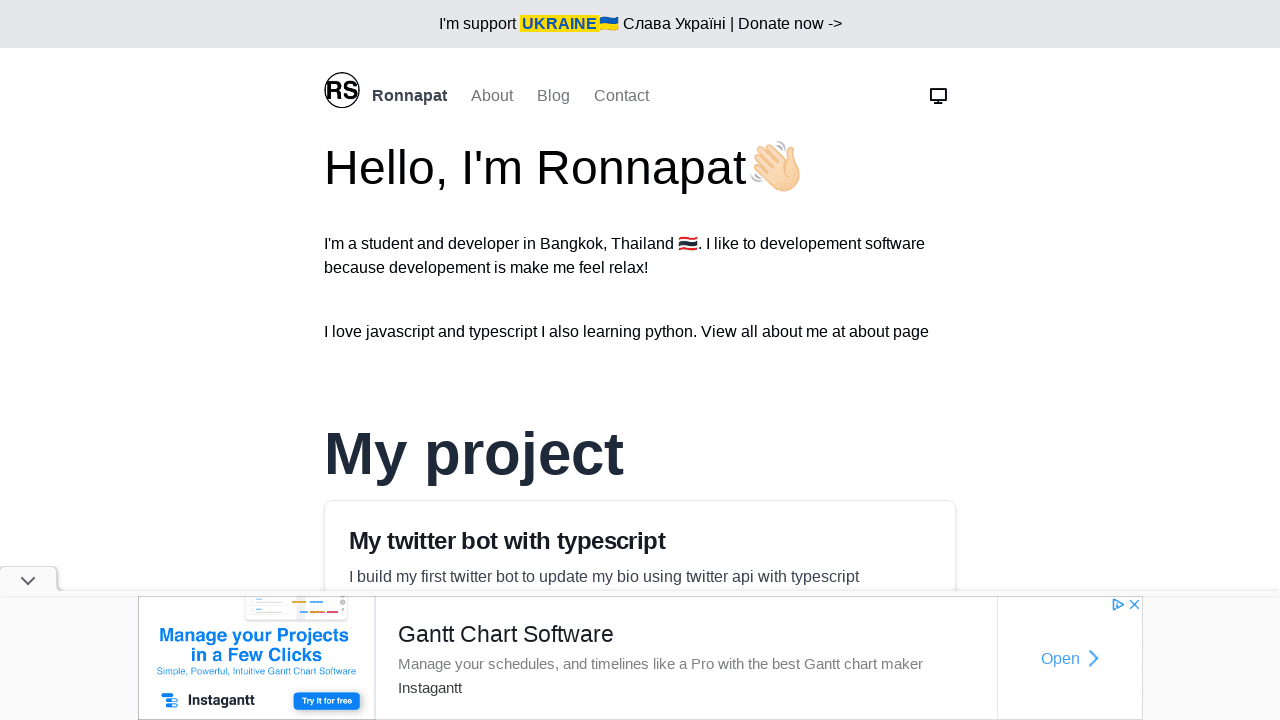 I'm support UKRAINE🇺🇦 Слава Україні | Donate now ->
RS Ronnapat About Blog Contact
Hello, I'm Ronnapat👋🏻
I'm a student and developer in Bangkok, Thailand 🇹🇭. I like to developement software
because developement is make me feel relax!
I love javascript and typescript I also learning python. View all about me at about page
My project
My twitter bot with typescript
I build my first twitter bot to update my bio using twitter api with typescript
Manage your Projects
in a Few Clicks
Simple, Powerful, Intuitive Gantt Chart Software
Instagantt
Try it for free
Gantt Chart Software
Manage your schedules, and timelines like a Pro with the best Gantt chart maker
Instagantt
Open